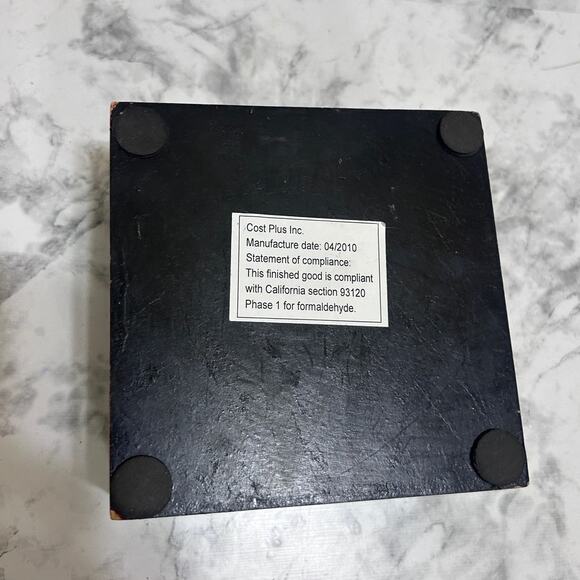 Cost Plus Inc.
Manufacture date: 04/2010
Statement of compliance:
This finished good is compliant
with California section 93120
Phase 1 for formaldehyde.